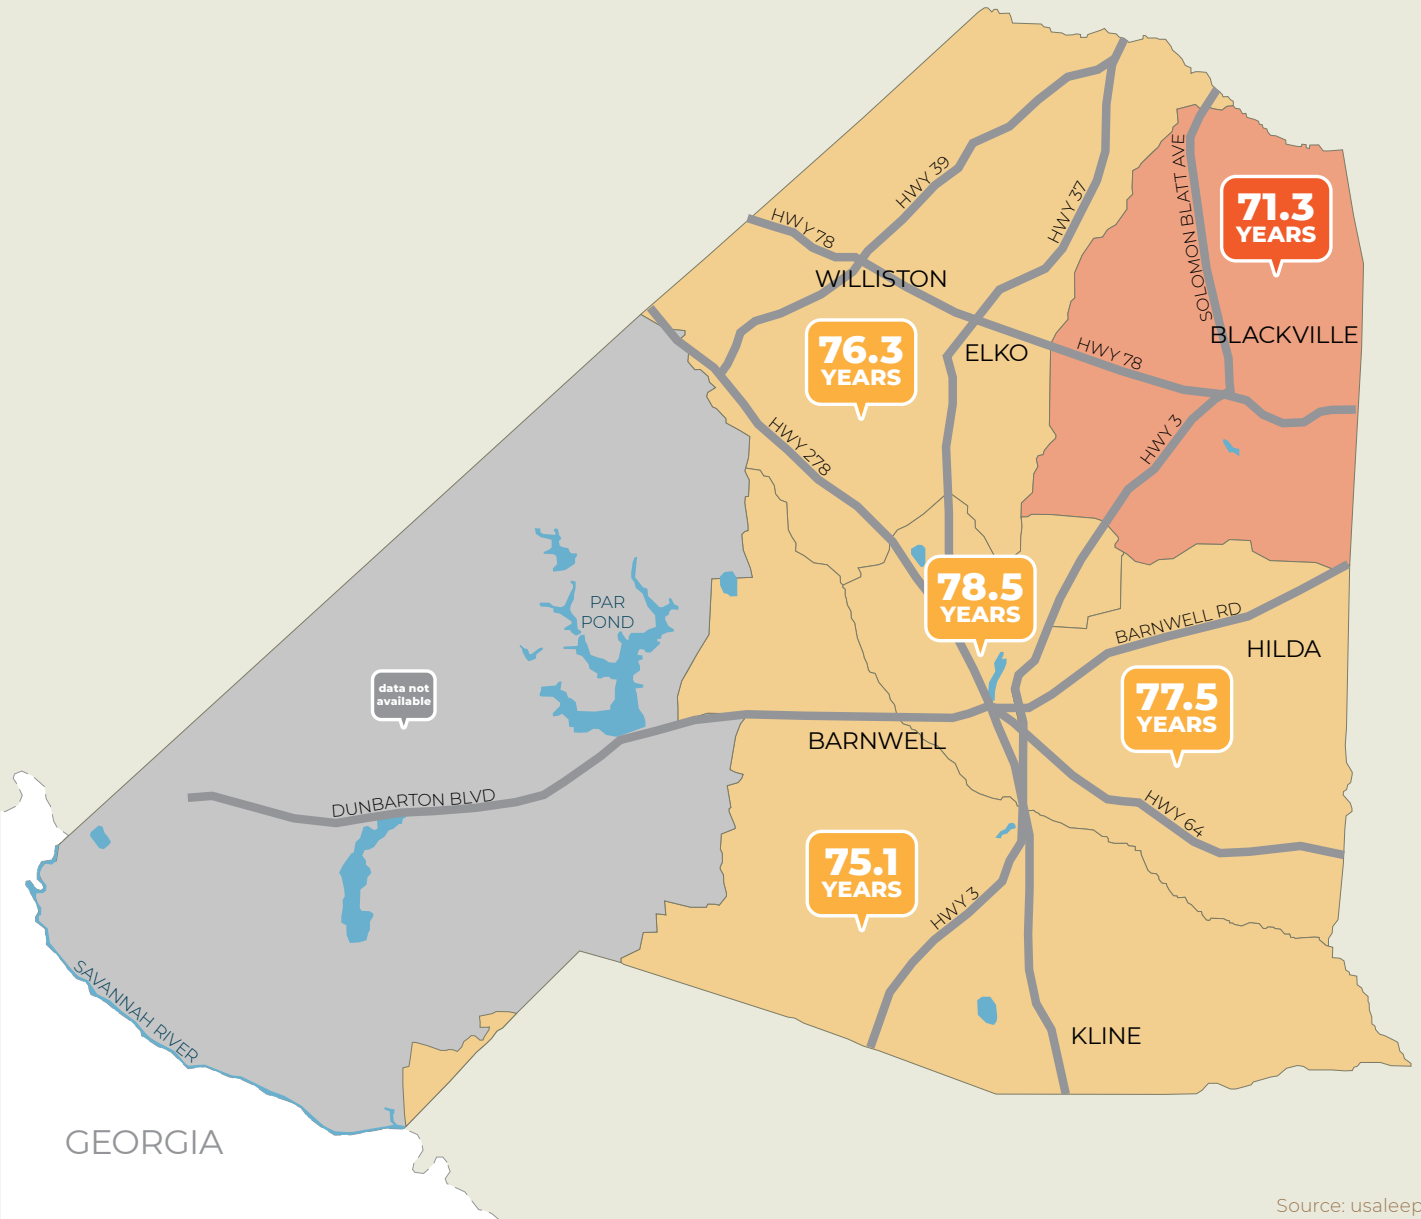 SOLOMON BLATT AVE
71.3
YEARS
HWY 39
HWY 37
HWY 78
WILLISTON
BLACKVILLE
76.3
YEARS
ELKO
HWY 78
HWY 278
HWY 3
78.5
YEARS
PAR
POND
BARNWELL RD
HILDA
data not
available
77.5
YEARS
BARNWELL
DUNBARTON BLVD
HWY 64
75.1
YEARS
HWY 3
SAVANNAH RIVER
KLINE
GEORGIA
Source: usaleep